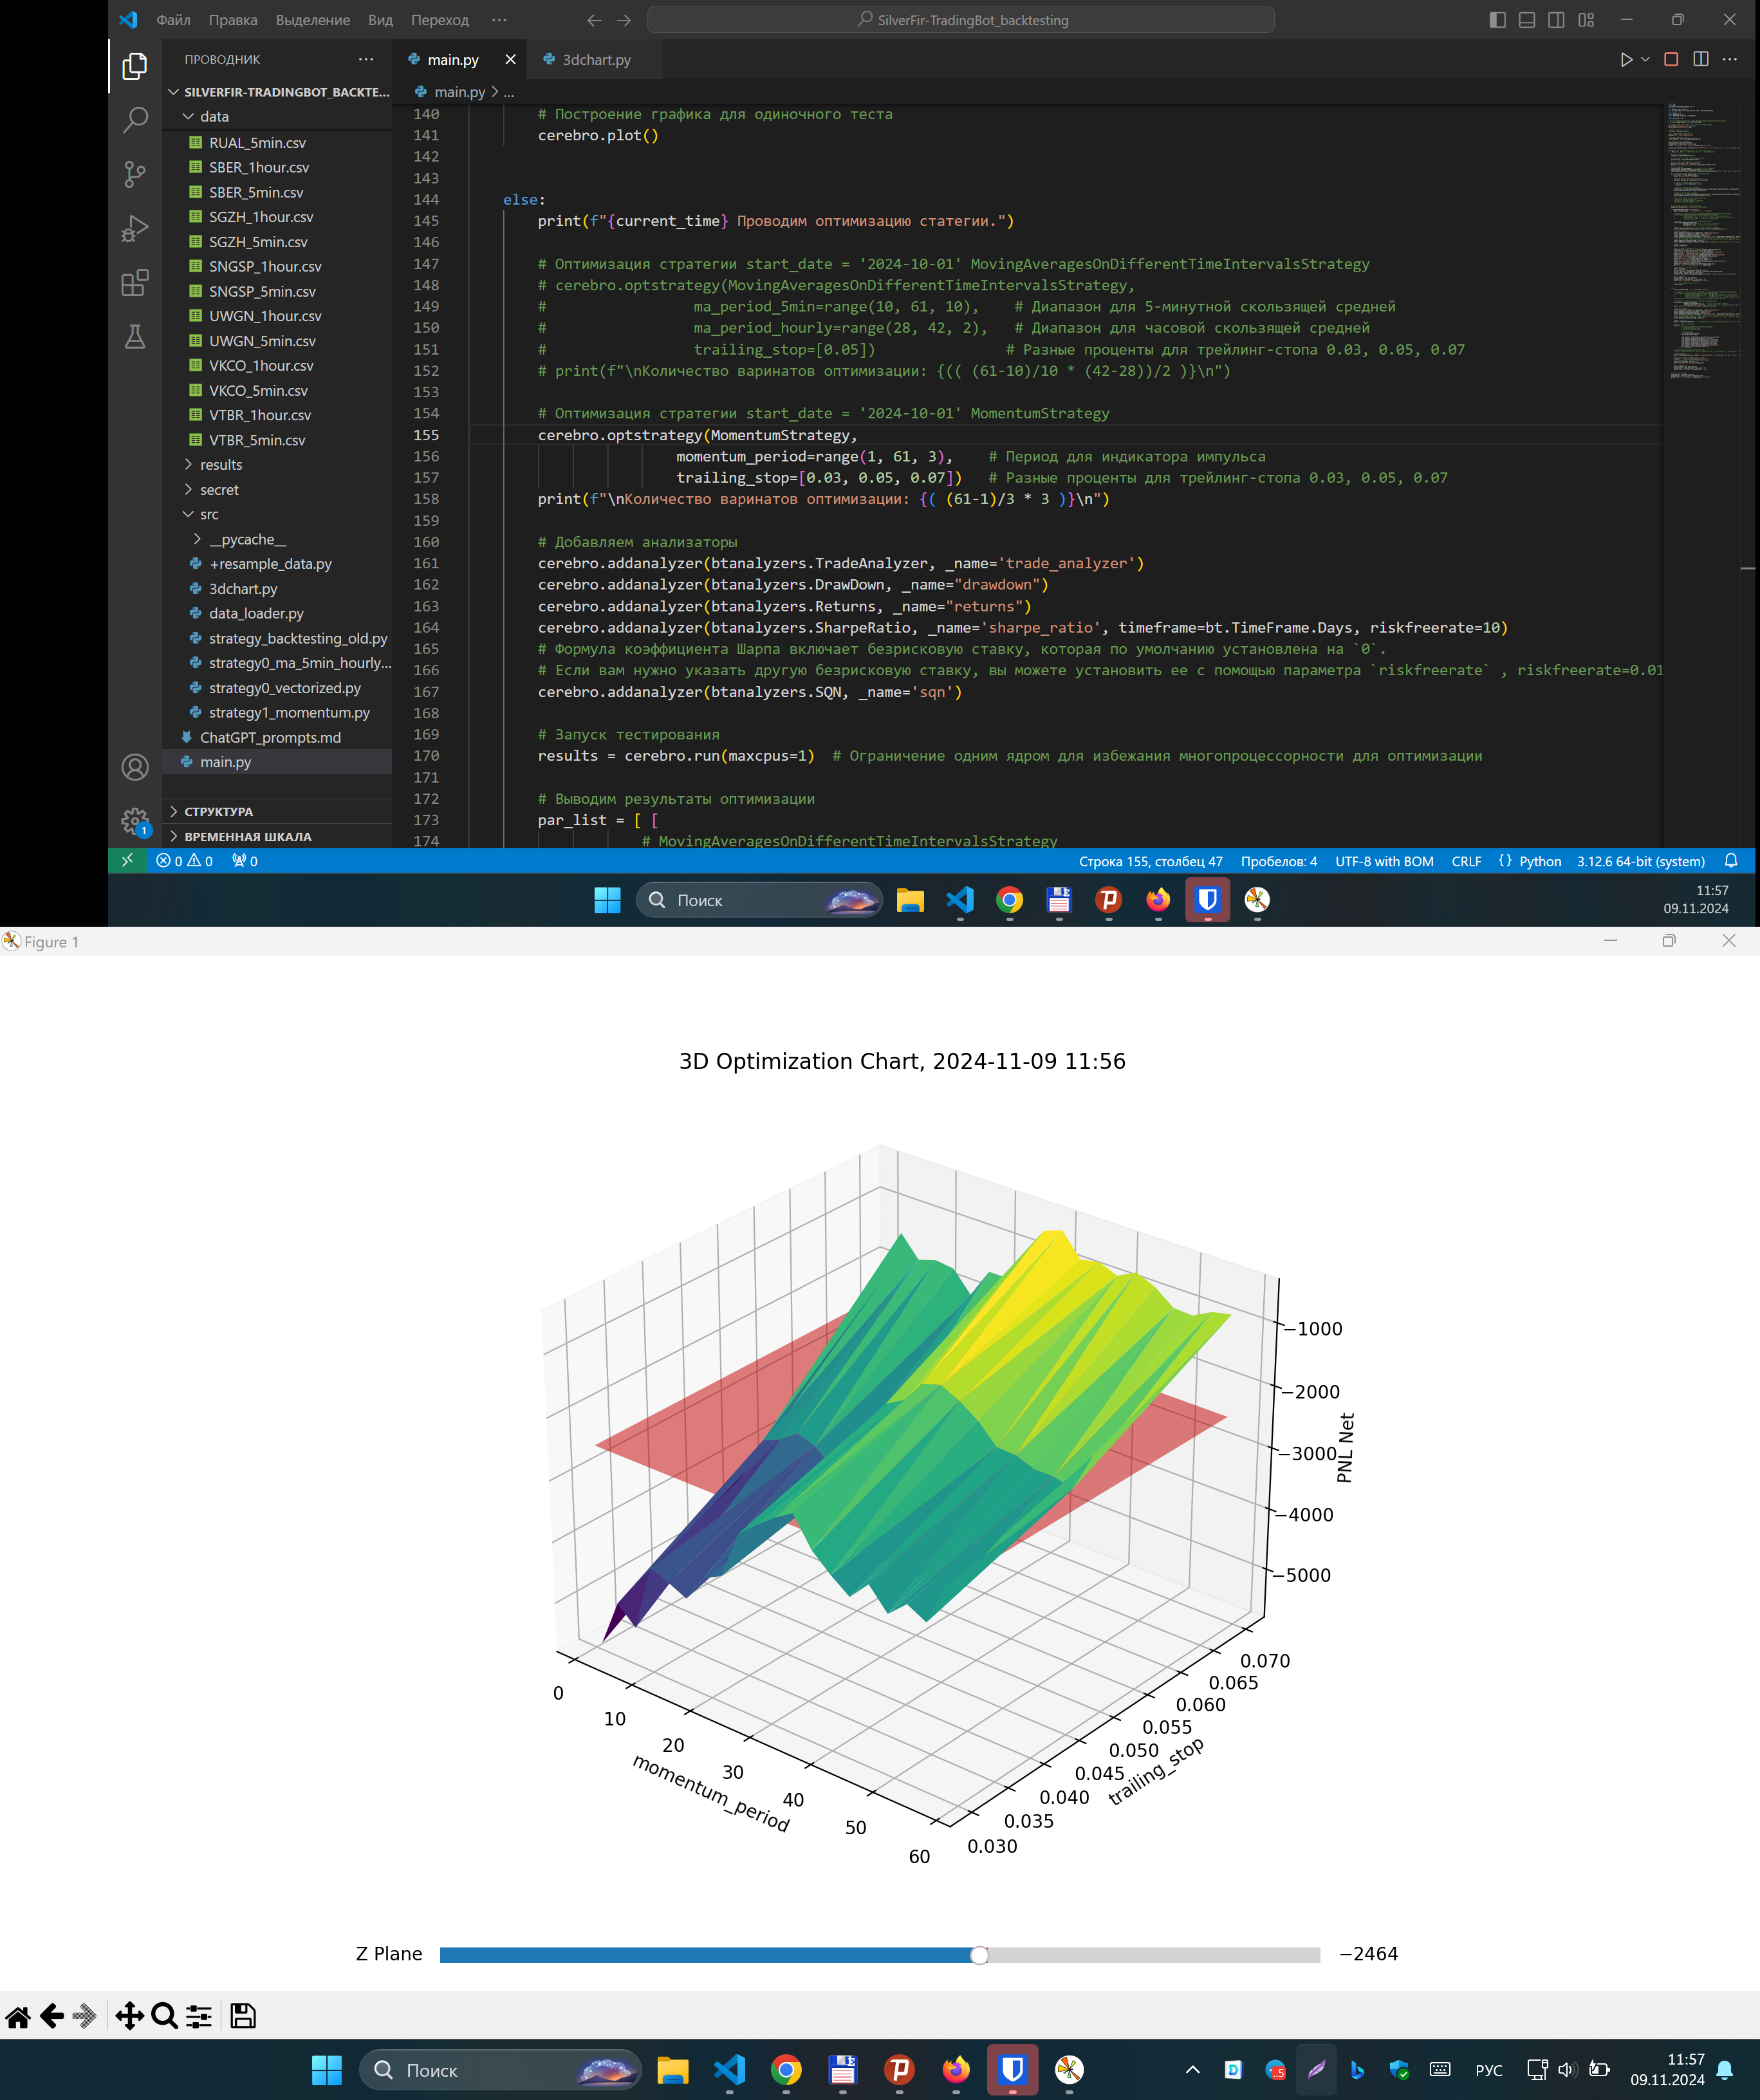 Файл Правка Выделение Вид Переход ···
SilverFir-TradingBot_backtesting
ПРОВОДНИК ···
SILVERFIR-TRADINGBOT_BACKTE...
data
RUAL_5min.csv
SBER_1hour.csv
SBER_5min.csv
SGZH_1hour.csv
SGZH_5min.csv
SNGSP_1hour.csv
SNGSP_5min.csv
UWGN_1hour.csv
UWGN_5min.csv
VKCO_1hour.csv
VKCO_5min.csv
VTBR_1hour.csv
VTBR_5min.csv
results
secret
src
__pycache__
+resample_data.py
3dchart.py
data_loader.py
strategy_backtesting_old.py
strategy0_ma_5min_hourly...
strategy0_vectorized.py
strategy1_momentum.py
ChatGPT_prompts.md
main.py
СТРУКТУРА
ВРЕМЕННАЯ ШКАЛА
1
main.py 3dchart.py
main.py > ...
140 # Построение графика для одиночного теста
141 cerebro.plot()
142
143
144 else:
145 print(f"{current_time} Проводим оптимизацию статегии.")
146
147 # Оптимизация стратегии start_date = '2024-10-01' MovingAveragesOnDifferentTimeIntervalsStrategy
148 # cerebro.optstrategy(MovingAveragesOnDifferentTimeIntervalsStrategy,
149 # ma_period_5min=range(10, 61, 10), # Диапазон для 5-минутной скользящей средней
150 # ma_period_hourly=range(28, 42, 2), # Диапазон для часовой скользящей средней
151 # trailing_stop=[0.05]) # Разные проценты для трейлинг-стопа 0.03, 0.05, 0.07
152 # print(f"\nКоличество варинатов оптимизации: {(( (61-10)/10 * (42-28))/2 )}\n")
153
154 # Оптимизация стратегии start_date = '2024-10-01' MomentumStrategy
155 cerebro.optstrategy(MomentumStrategy,
156 momentum_period=range(1, 61, 3), # Период для индикатора импульса
157 trailing_stop=[0.03, 0.05, 0.07]) # Разные проценты для трейлинг-стопа 0.03, 0.05, 0.07
158 print(f"\nКоличество варинатов оптимизации: {( (61-1)/3 * 3 )}\n")
159
160 # Добавляем анализаторы
161 cerebro.addanalyzer(btanalyzers.TradeAnalyzer, _name='trade_analyzer')
162 cerebro.addanalyzer(btanalyzers.DrawDown, _name="drawdown")
163 cerebro.addanalyzer(btanalyzers.Returns, _name="returns")
164 cerebro.addanalyzer(btanalyzers.SharpeRatio, _name='sharpe_ratio', timeframe=bt.TimeFrame.Days, riskfreerate=10)
165 # Формула коэффициента Шарпа включает безрисковую ставку, которая по умолчанию установлена на `0`.
166 # Если вам нужно указать другую безрисковую ставку, вы можете установить ее с помощью параметра `riskfreerate` , riskfreerate=0.01
167 cerebro.addanalyzer(btanalyzers.SQN, _name='sqn')
168
169 # Запуск тестирования
170 results = cerebro.run(maxcpus=1) # Ограничение одним ядром для избежания многопроцессорности для оптимизации
171
172 # Выводим результаты оптимизации
173 par_list = [ [
174 # MovingAveragesOnDifferentTimeIntervalsStrategy
0 0 0 Строка 155, столбец 47 Пробелов: 4 UTF-8 with BOM CRLF {} Python 3.12.6 64-bit (system)
Поиск
11:57
09.11.2024
Figure 1
3D Optimization Chart, 2024-11-09 11:56
−1000
−2000
−3000
−4000
−5000
PNL Net
0
10
20
30
40
50
60
momentum_period
0.030
0.035
0.040
0.045
0.050
0.055
0.060
0.065
0.070
trailing_stop
Z Plane −2464
Поиск
РУС
11:57
09.11.2024